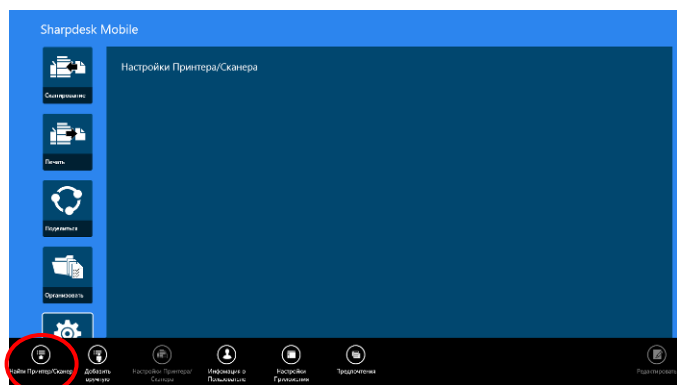 Sharpdesk Mobile
Настройки Принтера/Сканера
Сканирование
Печать
Поделиться
Организовать
Найти Принтер/Сканер
Добавить
вручную
Настройки Принтера/
Сканера
Информация о
Пользователе
Настройки
Приложения
Предпочтения
Редактировать